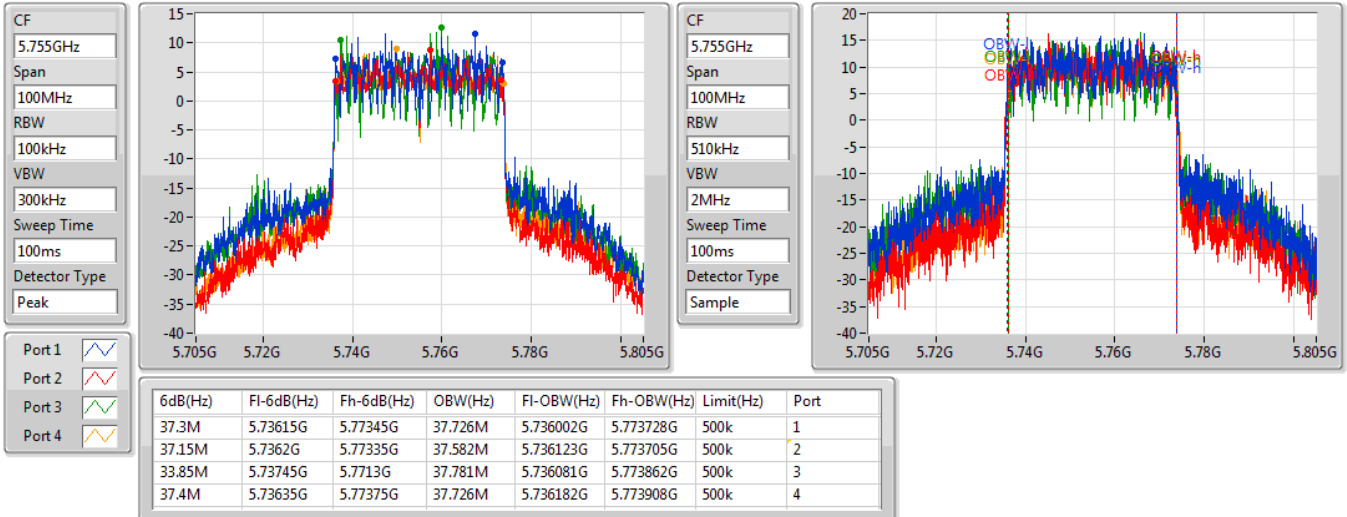 CF
5.755GHz
Span
100MHz
RBW
100kHz
VBW
300kHz
Sweep Time
100ms
Detector Type
Peak
15-
10-
5-
0-
-5-
-10-
-15-
-20-
-25-
-30-
-35-
-40-
5.705G 5.72G 5.74G 5.76G 5.78G 5.805G
CF
5.755GHz
Span
100MHz
RBW
510kHz
VBW
2MHz
Sweep Time
100ms
Detector Type
Sample
20-
15-
10-
5-
0-
-5-
-10-
-15-
-20-
-25-
-30-
-35-
-40-
5.705G 5.72G 5.74G 5.76G 5.78G 5.805G
Port 1
Port 2
Port 3
Port 4
6dB(Hz) Fl-6dB(Hz) Fh-6dB(Hz) OBW(Hz) Fl-OBW(Hz) Fh-OBW(Hz) Limit(Hz) Port
37.3M 5.73615G 5.77345G 37.726M 5.736002G 5.773728G 500k 1
37.15M 5.7362G 5.77335G 37.582M 5.736123G 5.773705G 500k 2
33.85M 5.73745G 5.7713G 37.781M 5.736081G 5.773862G 500k 3
37.4M 5.73635G 5.77375G 37.726M 5.736182G 5.773908G 500k 4